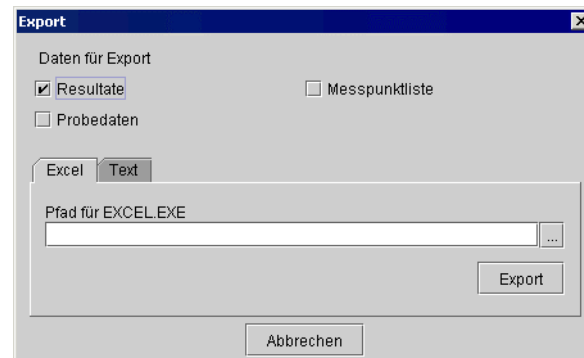 Export
Daten für Export
Resultate
Messpunktliste
Probedaten
Excel Text
Pfad für EXCEL.EXE
...
Export
Abbrechen